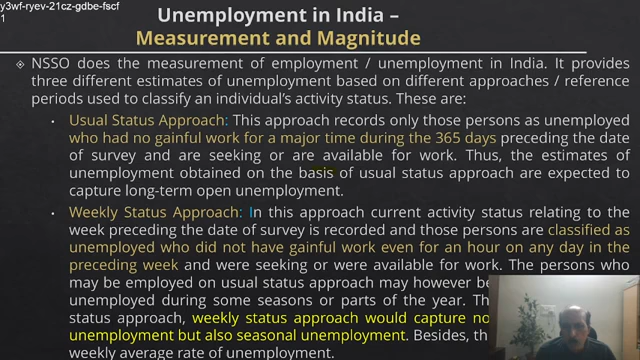 y3wf-ryev-21cz-gdbe-fscf
1
Unemployment in India –
Measurement and Magnitude
NSSO does the measurement of employment / unemployment in India. It provides
three different estimates of unemployment based on different approaches / reference
periods used to classify an individual's activity status. These are:
Usual Status Approach: This approach records only those persons as unemployed
who had no gainful work for a major time during the 365 days preceding the date
of survey and are seeking or are available for work. Thus, the estimates of
unemployment obtained on the basis of usual status approach are expected to
capture long-term open unemployment.
Weekly Status Approach: In this approach current activity status relating to the
week preceding the date of survey is recorded and those persons are classified as
unemployed who did not have gainful work even for an hour on any day in the
preceding week and were seeking or were available for work. The persons who
may be employed on usual status approach may however be
unemployed during some seasons or parts of the year.
status approach, weekly status approach would capture
unemployment but also seasonal unemployment. Besides,
weekly average rate of unemployment.